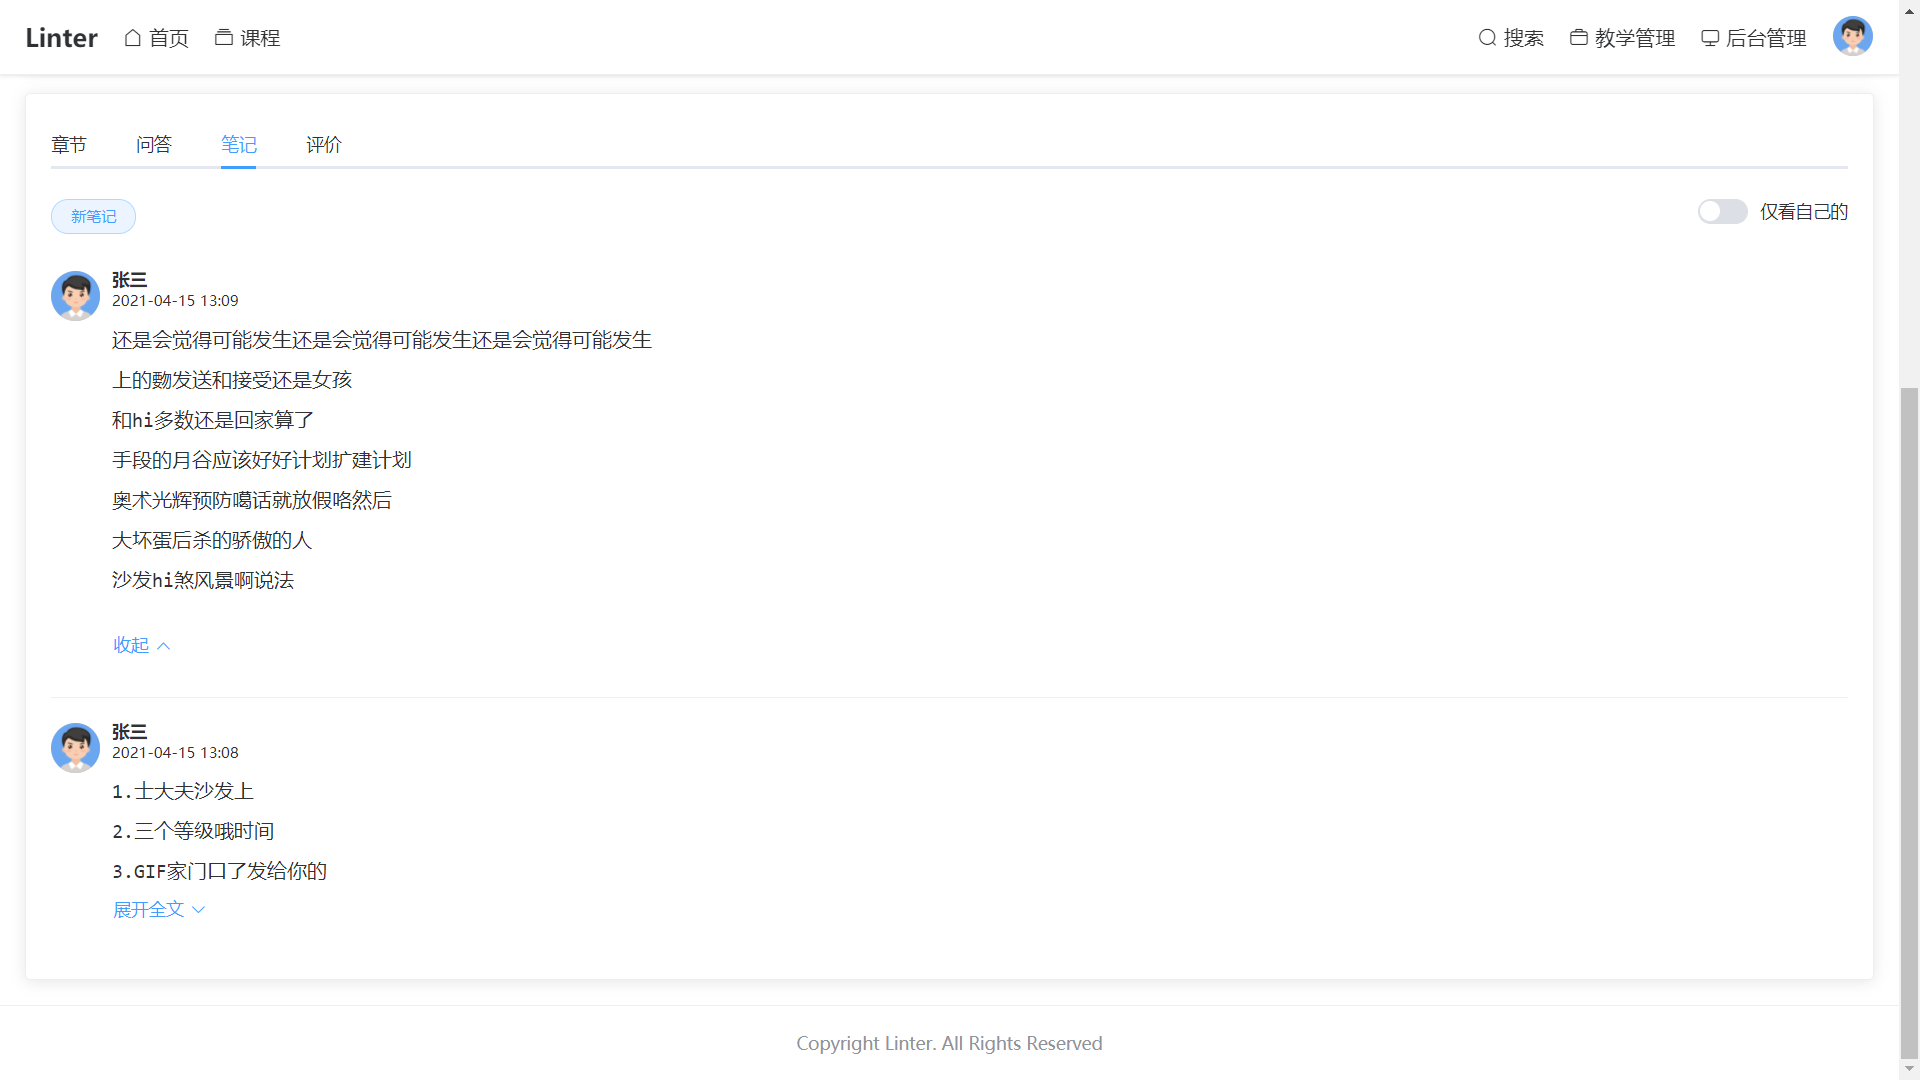 Linter 首页 课程 搜索 教学管理 后台管理
章节 问答 笔记 评价
新笔记 仅看自己的
张三
2021-04-15 13:09
还是会觉得可能发生还是会觉得可能发生还是会觉得可能发生
上的覅发送和接受还是女孩
和hi多数还是回家算了
手段的月谷应该好好计划扩建计划
奥术光辉预防噶话就放假咯然后
大坏蛋后杀的骄傲的人
沙发hi煞风景啊说法
收起
张三
2021-04-15 13:08
1.士大夫沙发上
2.三个等级哦时间
3.GIF家门口了发给你的
展开全文
Copyright Linter. All Rights Reserved